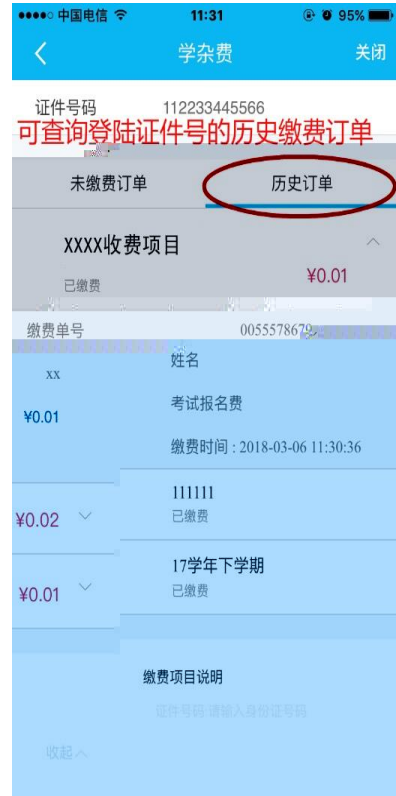 中国电信 11:31 95%
学杂费 关闭
证件号码 112233445566
可查询登陆证件号的历史缴费订单
未缴费订单 历史订单
XXXX收费项目
已缴费 ¥0.01
缴费单号 0055578679
xx 姓名
¥0.01 考试报名费
缴费时间 : 2018-03-06 11:30:36
111111
¥0.02 已缴费
17学年下学期
¥0.01 已缴费
缴费项目说明
证件号码 请输入身份证号码
收起